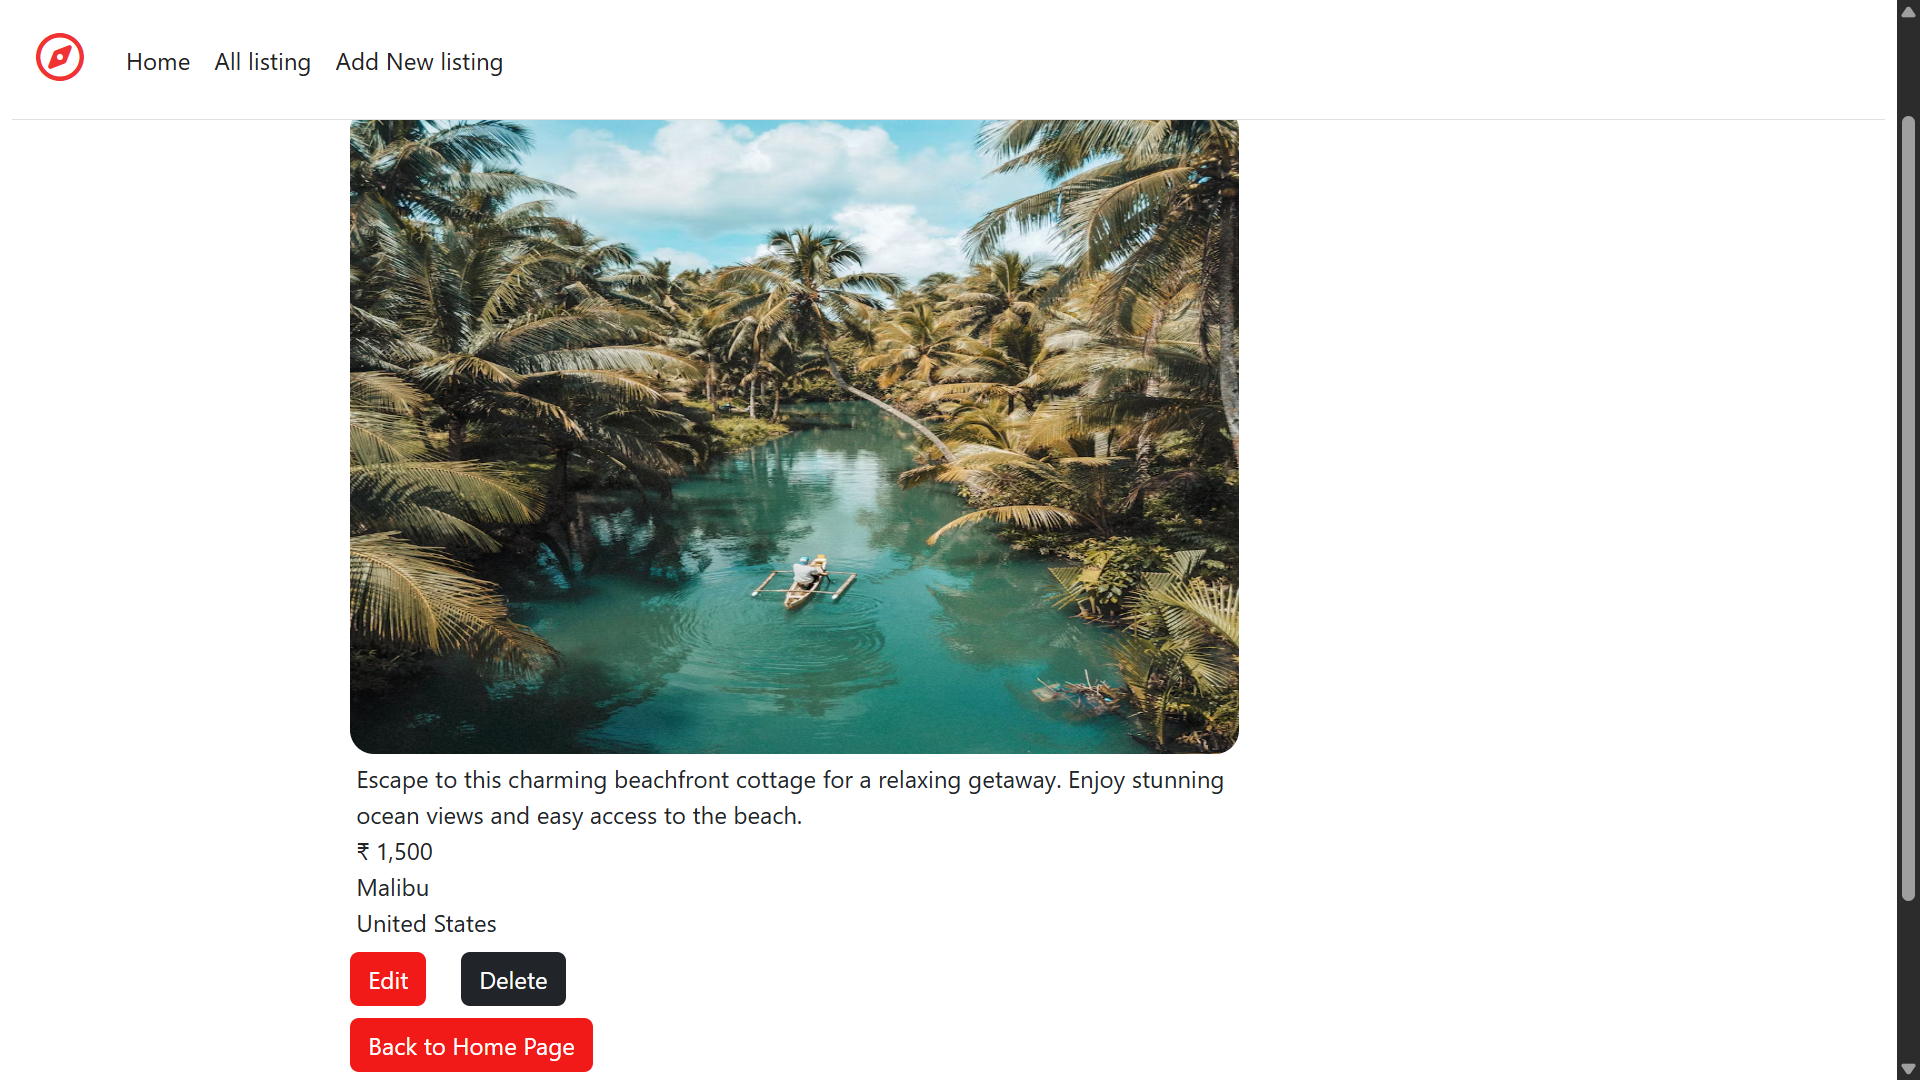 Home All listing Add New listing
Escape to this charming beachfront cottage for a relaxing getaway. Enjoy stunning
ocean views and easy access to the beach.
₹ 1,500
Malibu
United States
Edit Delete
Back to Home Page